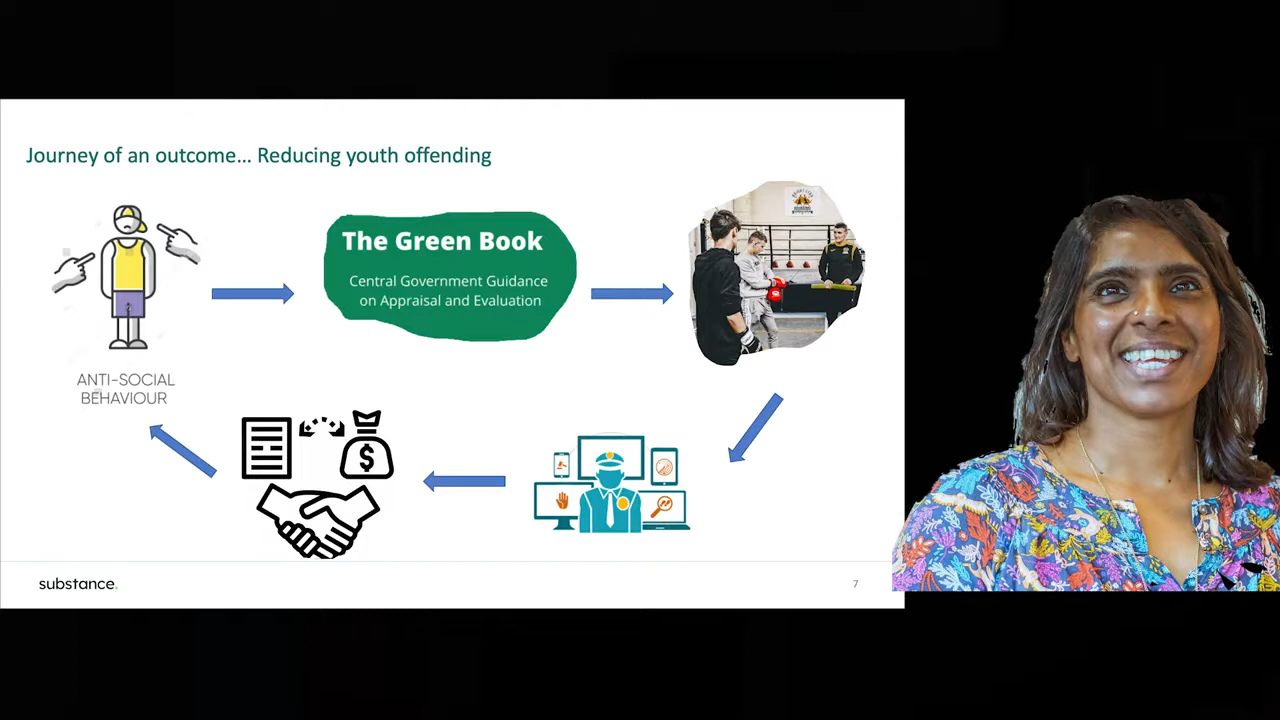 Journey of an outcome... Reducing youth offending
The Green Book
Central Government Guidance
on Appraisal and Evaluation
ANTI-SOCIAL
BEHAVIOUR
substance.
7